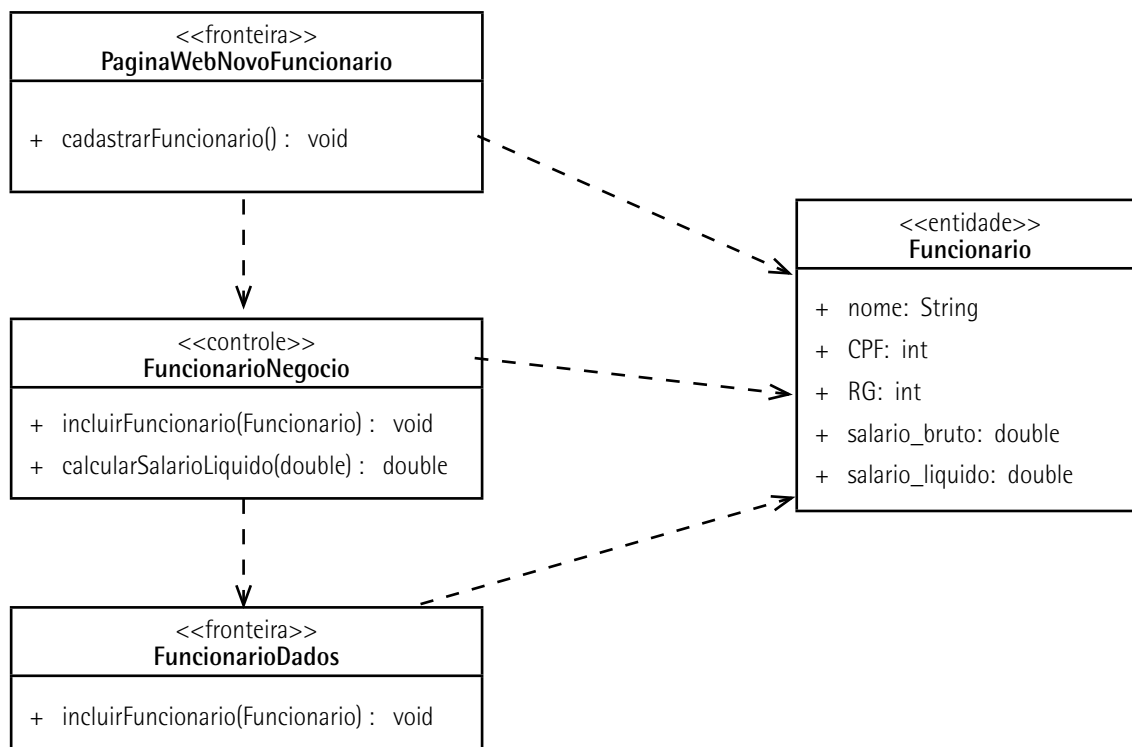 <<fronteira>>
PaginaWebNovoFuncionario
+ cadastrarFuncionario() : void
<<entidade>>
Funcionario
+ nome: String
+ CPF: int
+ RG: int
+ salario_bruto: double
+ salario_liquido: double
<<controle>>
FuncionarioNegocio
+ incluirFuncionario(Funcionario) : void
+ calcularSalarioLiquido(double) : double
<<fronteira>>
FuncionarioDados
+ incluirFuncionario(Funcionario) : void